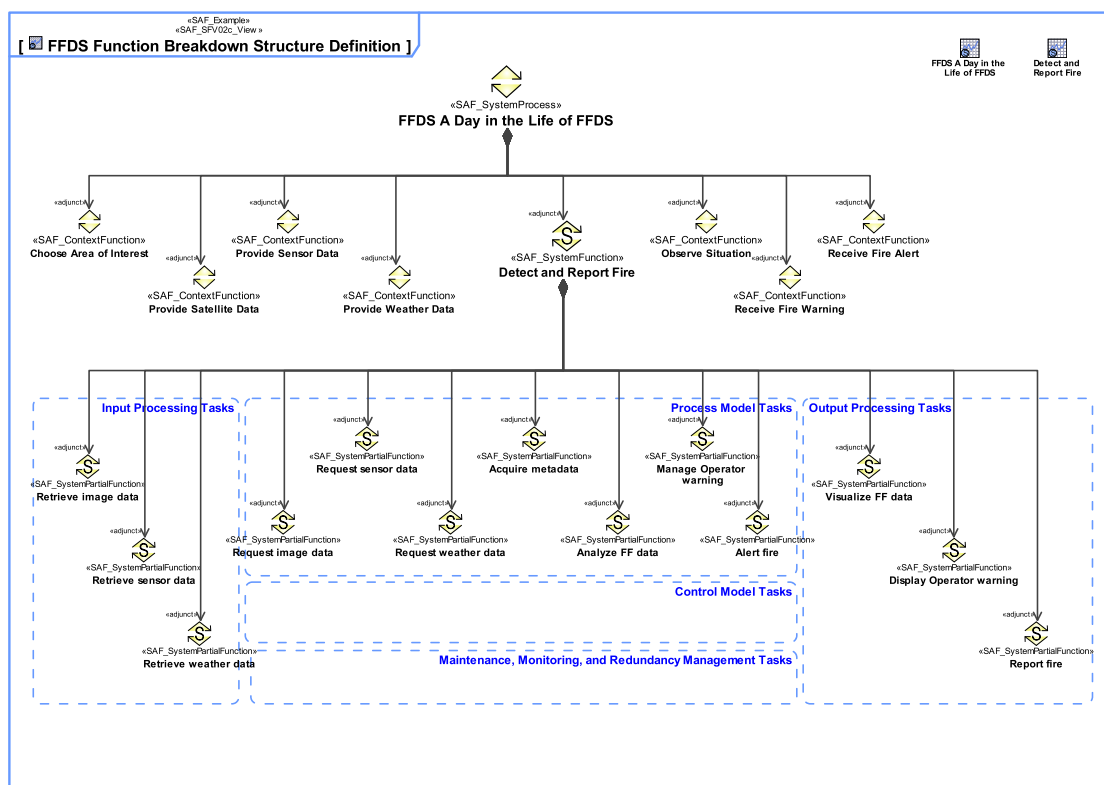 «SAF_Example»
«SAF_SFV02c_View »
[ FFDS Function Breakdown Structure Definition ]
FFDS A Day in the
Life of FFDS
Detect and
Report Fire
«SAF_SystemProcess»
FFDS A Day in the Life of FFDS
«adjunct»
«SAF_ContextFunction»
Choose Area of Interest
«adjunct»
«SAF_ContextFunction»
Provide Satellite Data
«adjunct»
«SAF_ContextFunction»
Provide Sensor Data
«adjunct»
«SAF_ContextFunction»
Provide Weather Data
«adjunct»
«SAF_SystemFunction»
Detect and Report Fire
«adjunct»
«SAF_ContextFunction»
Observe Situation
«adjunct»
«SAF_ContextFunction»
Receive Fire Warning
«adjunct»
«SAF_ContextFunction»
Receive Fire Alert
Input Processing Tasks
«adjunct»
«SAF_SystemPartialFunction»
Retrieve image data
«adjunct»
«SAF_SystemPartialFunction»
Retrieve sensor data
«adjunct»
«SAF_SystemPartialFunction»
Retrieve weather data
Process Model Tasks
«adjunct»
«SAF_SystemPartialFunction»
Request image data
«adjunct»
«SAF_SystemPartialFunction»
Request sensor data
«adjunct»
«SAF_SystemPartialFunction»
Request weather data
«adjunct»
«SAF_SystemPartialFunction»
Acquire metadata
«adjunct»
«SAF_SystemPartialFunction»
Analyze FF data
«adjunct»
«SAF_SystemPartialFunction»
Manage Operator
warning
«adjunct»
«SAF_SystemPartialFunction»
Alert fire
Control Model Tasks
Maintenance, Monitoring, and Redundancy Management Tasks
Output Processing Tasks
«adjunct»
«SAF_SystemPartialFunction»
Visualize FF data
«adjunct»
«SAF_SystemPartialFunction»
Display Operator warning
«adjunct»
«SAF_SystemPartialFunction»
Report fire